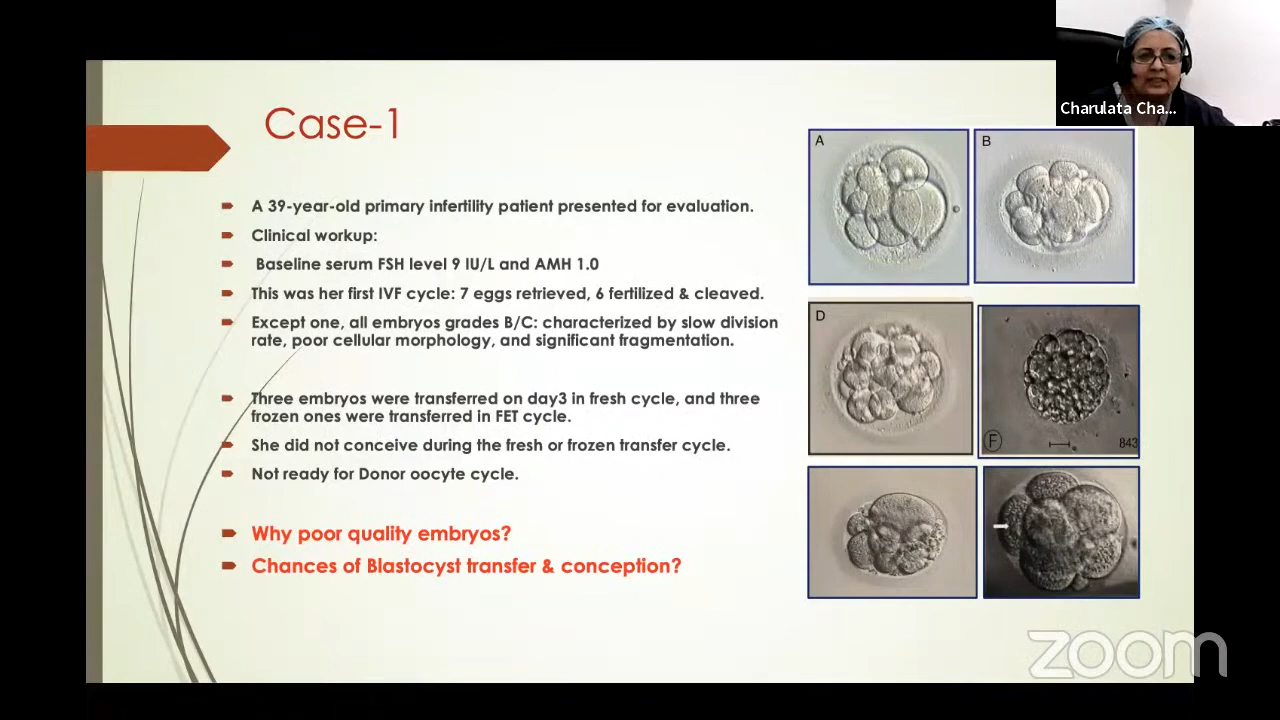 Charulata Cha...
Case-1
A 39-year-old primary infertility patient presented for evaluation.
Clinical workup:
Baseline serum FSH level 9 IU/L and AMH 1.0
This was her first IVF cycle: 7 eggs retrieved, 6 fertilized & cleaved.
Except one, all embryos grades B/C: characterized by slow division
rate, poor cellular morphology, and significant fragmentation.
Three embryos were transferred on day3 in fresh cycle, and three
frozen ones were transferred in FET cycle.
She did not conceive during the fresh or frozen transfer cycle.
Not ready for Donor oocyte cycle.
Why poor quality embryos?
Chances of Blastocyst transfer & conception?
A
B
D
F
843
zoom